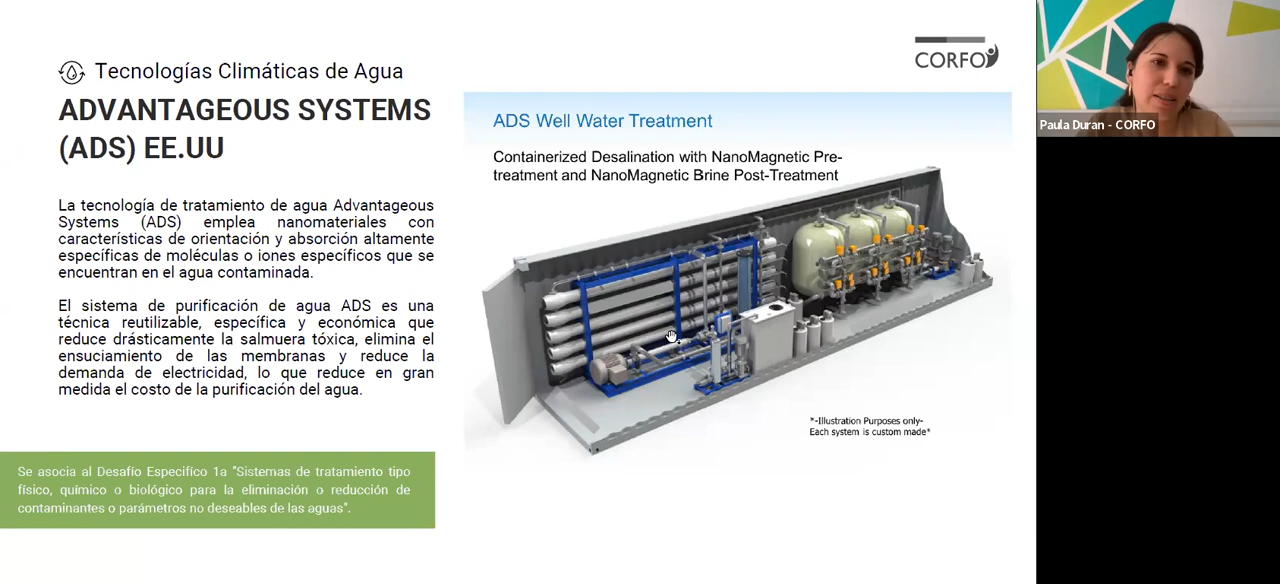 Tecnologías Climáticas de Agua
ADVANTAGEOUS SYSTEMS
(ADS) EE.UU
La tecnología de tratamiento de agua Advantageous
Systems (ADS) emplea nanomateriales con
características de orientación y absorción altamente
específicas de moléculas o iones específicos que se
encuentran en el agua contaminada.
El sistema de purificación de agua ADS es una
técnica reutilizable, específica y económica que
reduce drásticamente la salmuera tóxica, elimina el
ensuciamiento de las membranas y reduce la
demanda de electricidad, lo que reduce en gran
medida el costo de la purificación del agua.
Se asocia al Desafío Especifífco 1a "Sistemas de tratamiento tipo
físico, químico o biológico para la eliminación o reducción de
contaminantes o parámetros no deseables de las aguas".
CORFO
ADS Well Water Treatment
Containerized Desalination with NanoMagnetic Pre-
treatment and NanoMagnetic Brine Post-Treatment
*-Illustration Purposes only-
Each system is custom made*
Paula Duran - CORFO